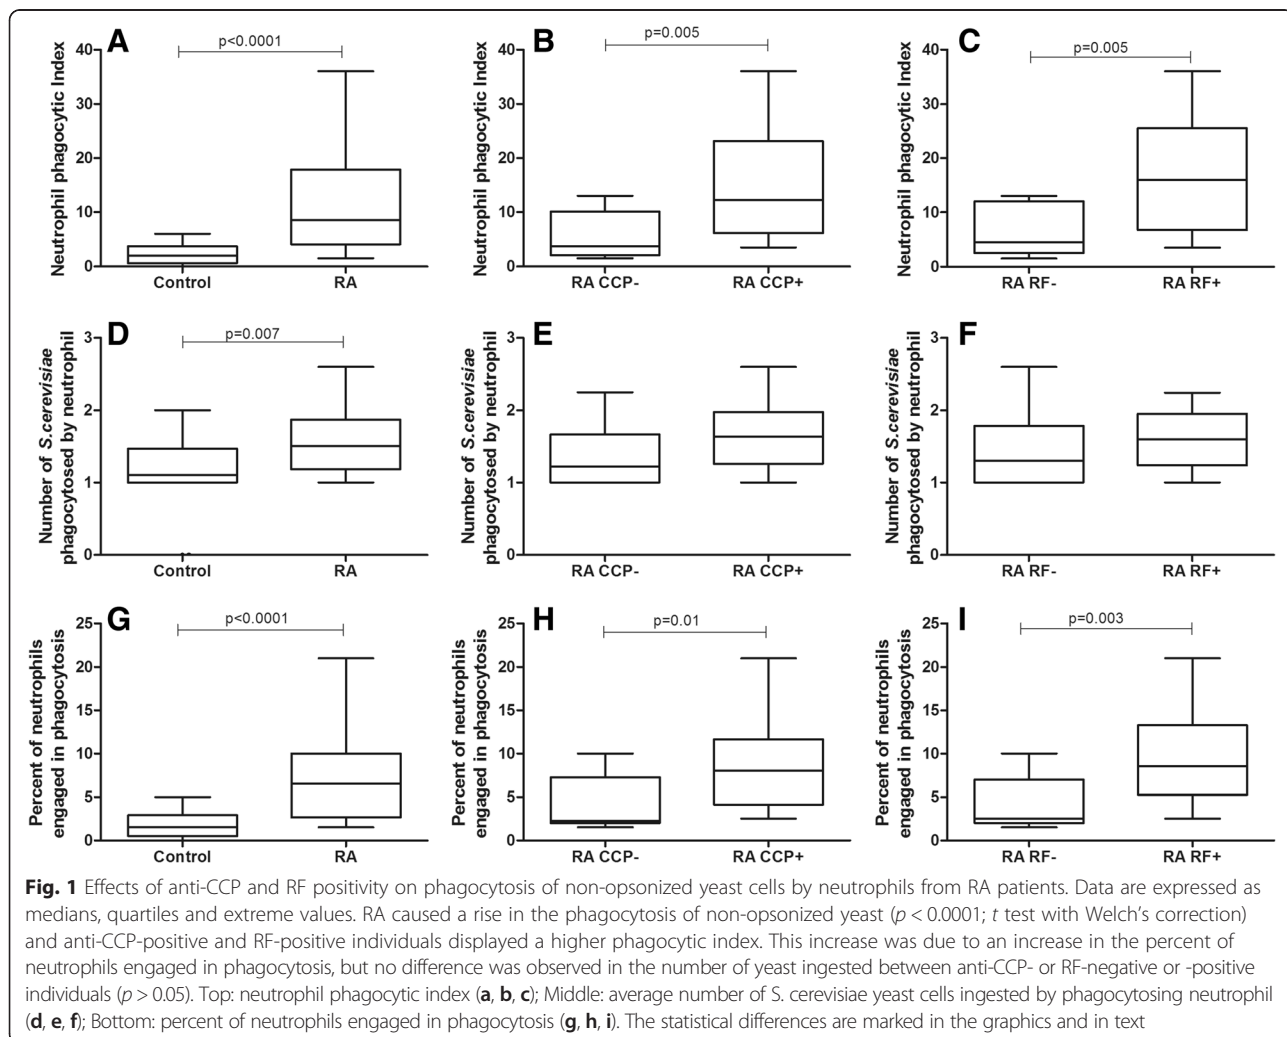 A
p<0.0001
Neutrophil phagocytic Index
40
30
20
10
0
Control
RA
B
p=0.005
Neutrophil phagocytic Index
40
30
20
10
0
RA CCP-
RA CCP+
C
p=0.005
Neutrophil phagocytic Index
40
30
20
10
0
RA RF-
RA RF+
D
p=0.007
Number of S.cerevisiae
phagocytosed by neutrophil
3
2
1
0
Control
RA
E
Number of S.cerevisiae
phagocytosed by neutrophil
3
2
1
0
RA CCP-
RA CCP+
F
Number of S.cerevisiae
phagocytosed by neutrophil
3
2
1
0
RA RF-
RA RF+
G
p<0.0001
Percent of neutrophils
engaged in phagocytosis
25
20
15
10
5
0
Control
RA
H
p=0.01
Percent of neutrophils
engaged in phagocytosis
25
20
15
10
5
0
RA CCP-
RA CCP+
I
p=0.003
Percent of neutrophils
engaged in phagocytosis
25
20
15
10
5
0
RA RF-
RA RF+
Fig. 1 Effects of anti-CCP and RF positivity on phagocytosis of non-opsonized yeast cells by neutrophils from RA patients. Data are expressed as
medians, quartiles and extreme values. RA caused a rise in the phagocytosis of non-opsonized yeast (p < 0.0001; t test with Welch's correction)
and anti-CCP-positive and RF-positive individuals displayed a higher phagocytic index. This increase was due to an increase in the percent of
neutrophils engaged in phagocytosis, but no difference was observed in the number of yeast ingested between anti-CCP- or RF-negative or -positive
individuals (p > 0.05). Top: neutrophil phagocytic index (a, b, c); Middle: average number of S. cerevisiae yeast cells ingested by phagocytosing neutrophil
(d, e, f); Bottom: percent of neutrophils engaged in phagocytosis (g, h, i). The statistical differences are marked in the graphics and in text